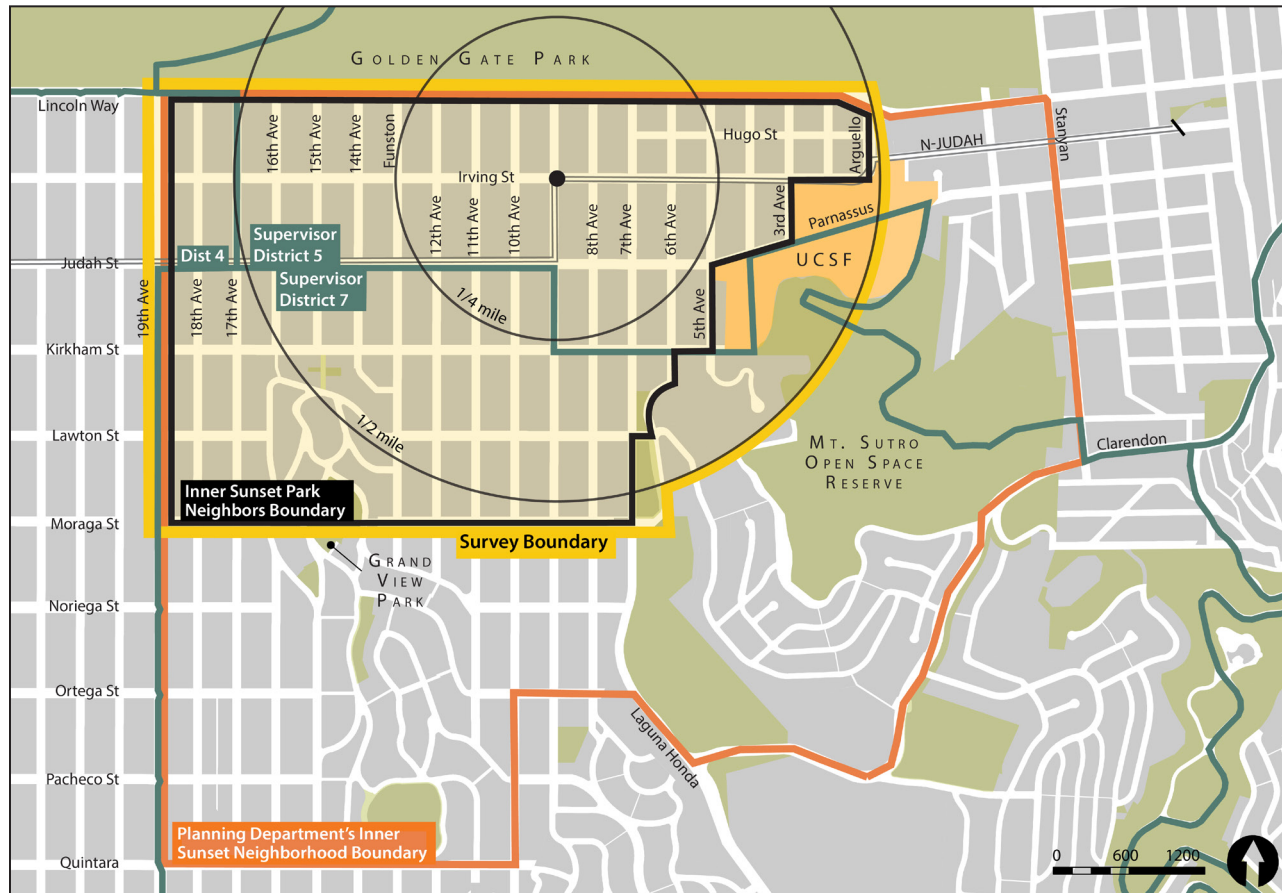 GOLDEN GATE PARK
Lincoln Way
16th Ave
15th Ave
14th Ave
Funston
Hugo St
Arguello
N-JUDAH
Stanyan
Irving St
12th Ave
11th Ave
10th Ave
8th Ave
7th Ave
6th Ave
3rd Ave
Parnassus
UCSF
Judah St
Dist 4
Supervisor
District 5
Supervisor
District 7
19th Ave
18th Ave
17th Ave
1/4 mile
5th Ave
Kirkham St
1/2 mile
Lawton St
MT. SUTRO
OPEN SPACE
RESERVE
Clarendon
Inner Sunset Park
Neighbors Boundary
Moraga St
Survey Boundary
GRAND
VIEW
PARK
Noriega St
Ortega St
Laguna Honda
Pacheco St
Planning Department's Inner
Sunset Neighborhood Boundary
Quintara
0 600 1200